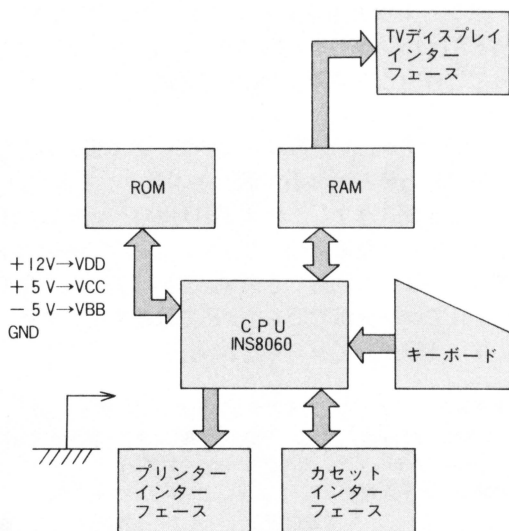 TVディスプレイ
インター
フェース
ROM
RAM
+12V→VDD
+5V→VCC
−5V→VBB
GND
CPU
INS8060
キーボード
プリンター
インター
フェース
カセット
インター
フェース